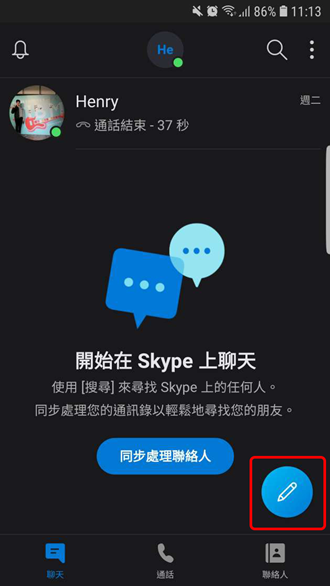 86% 11:13
He
Henry
週二
通話結束 - 37 秒
開始在 Skype 上聊天
使用 [搜尋] 來尋找 Skype 上的任何人。
同步處理您的通訊錄以輕鬆地尋找您的朋友。
同步處理聯絡人
聊天
通話
聯絡人